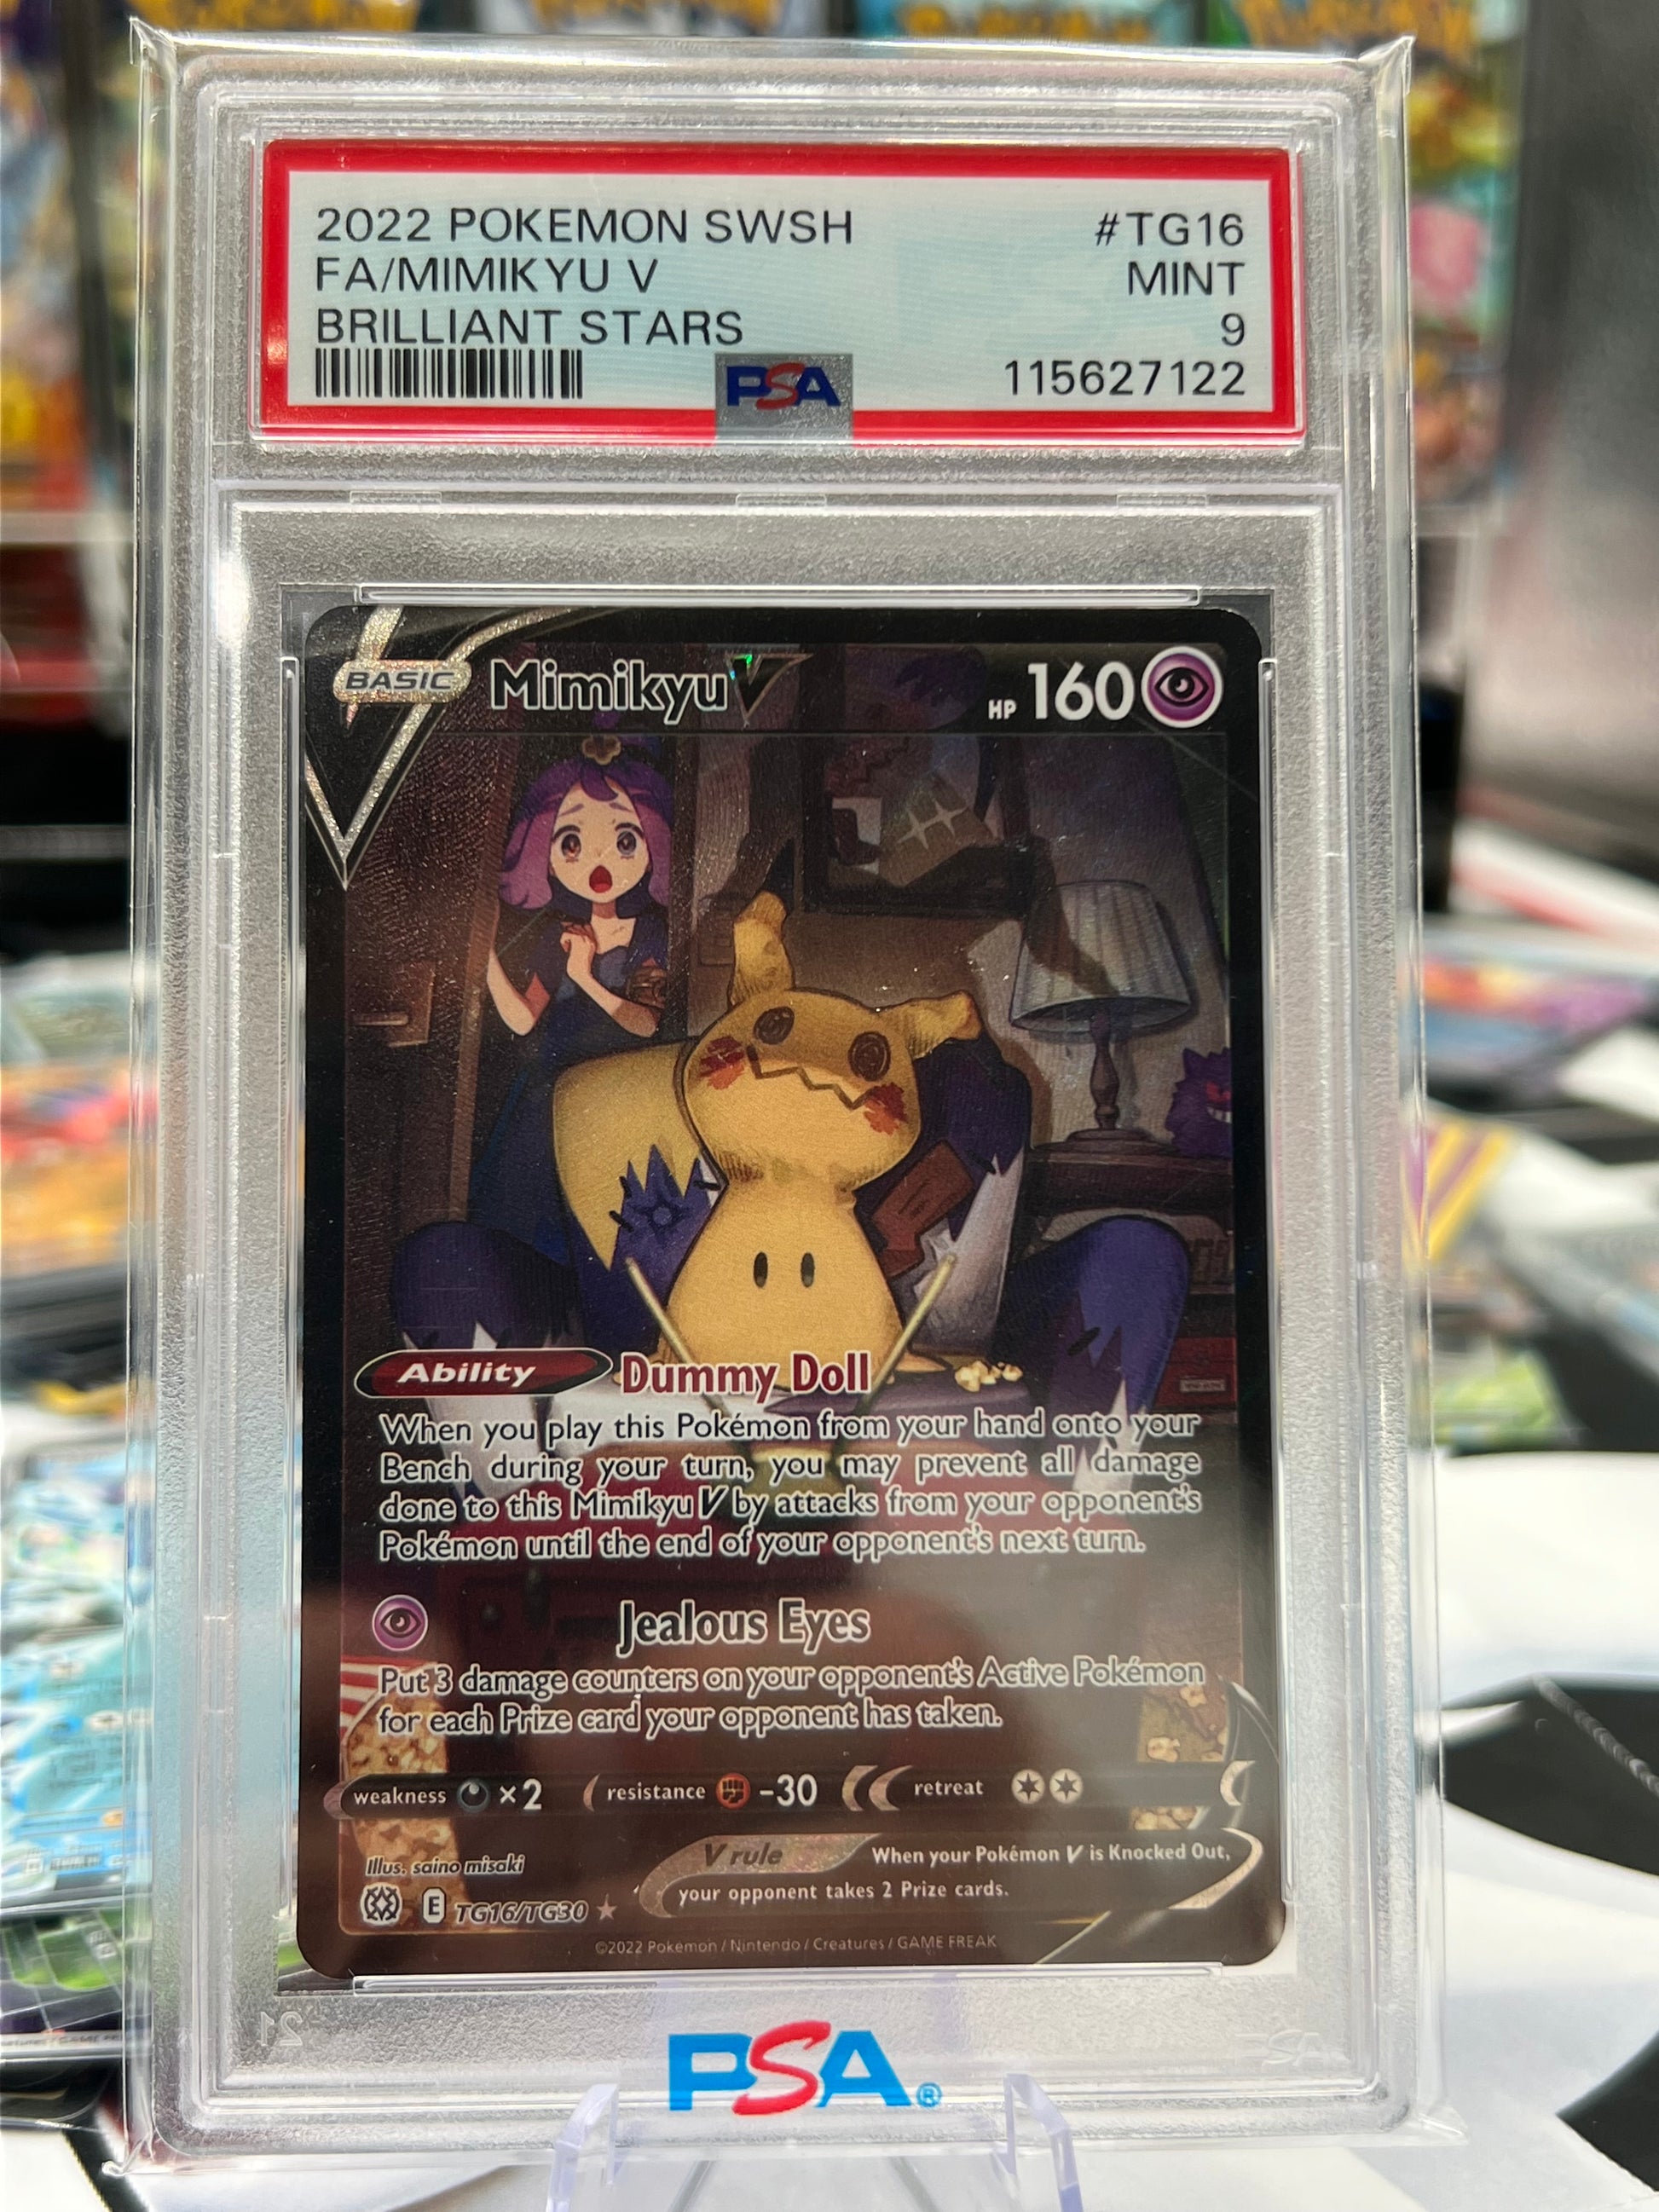 2022 POKEMON SWSH #TG16
FA/MIMIKYU V MINT
BRILLIANT STARS 9
PSA 115627122
BASIC Mimikyu V HP 160
Ability Dummy Doll
When you play this Pokémon from your hand onto your
Bench during your turn, you may prevent all damage
done to this Mimikyu V by attacks from your opponent's
Pokémon until the end of your opponent's next turn.
Jealous Eyes
Put 3 damage counters on your opponent's Active Pokémon
for each Prize card your opponent has taken.
weakness ×2 resistance -30 retreat
Illus. saino misaki
V rule When your Pokémon V is Knocked Out,
your opponent takes 2 Prize cards.
E TG16/TG30 ★
©2022 Pokémon / Nintendo / Creatures / GAME FREAK
PSA®